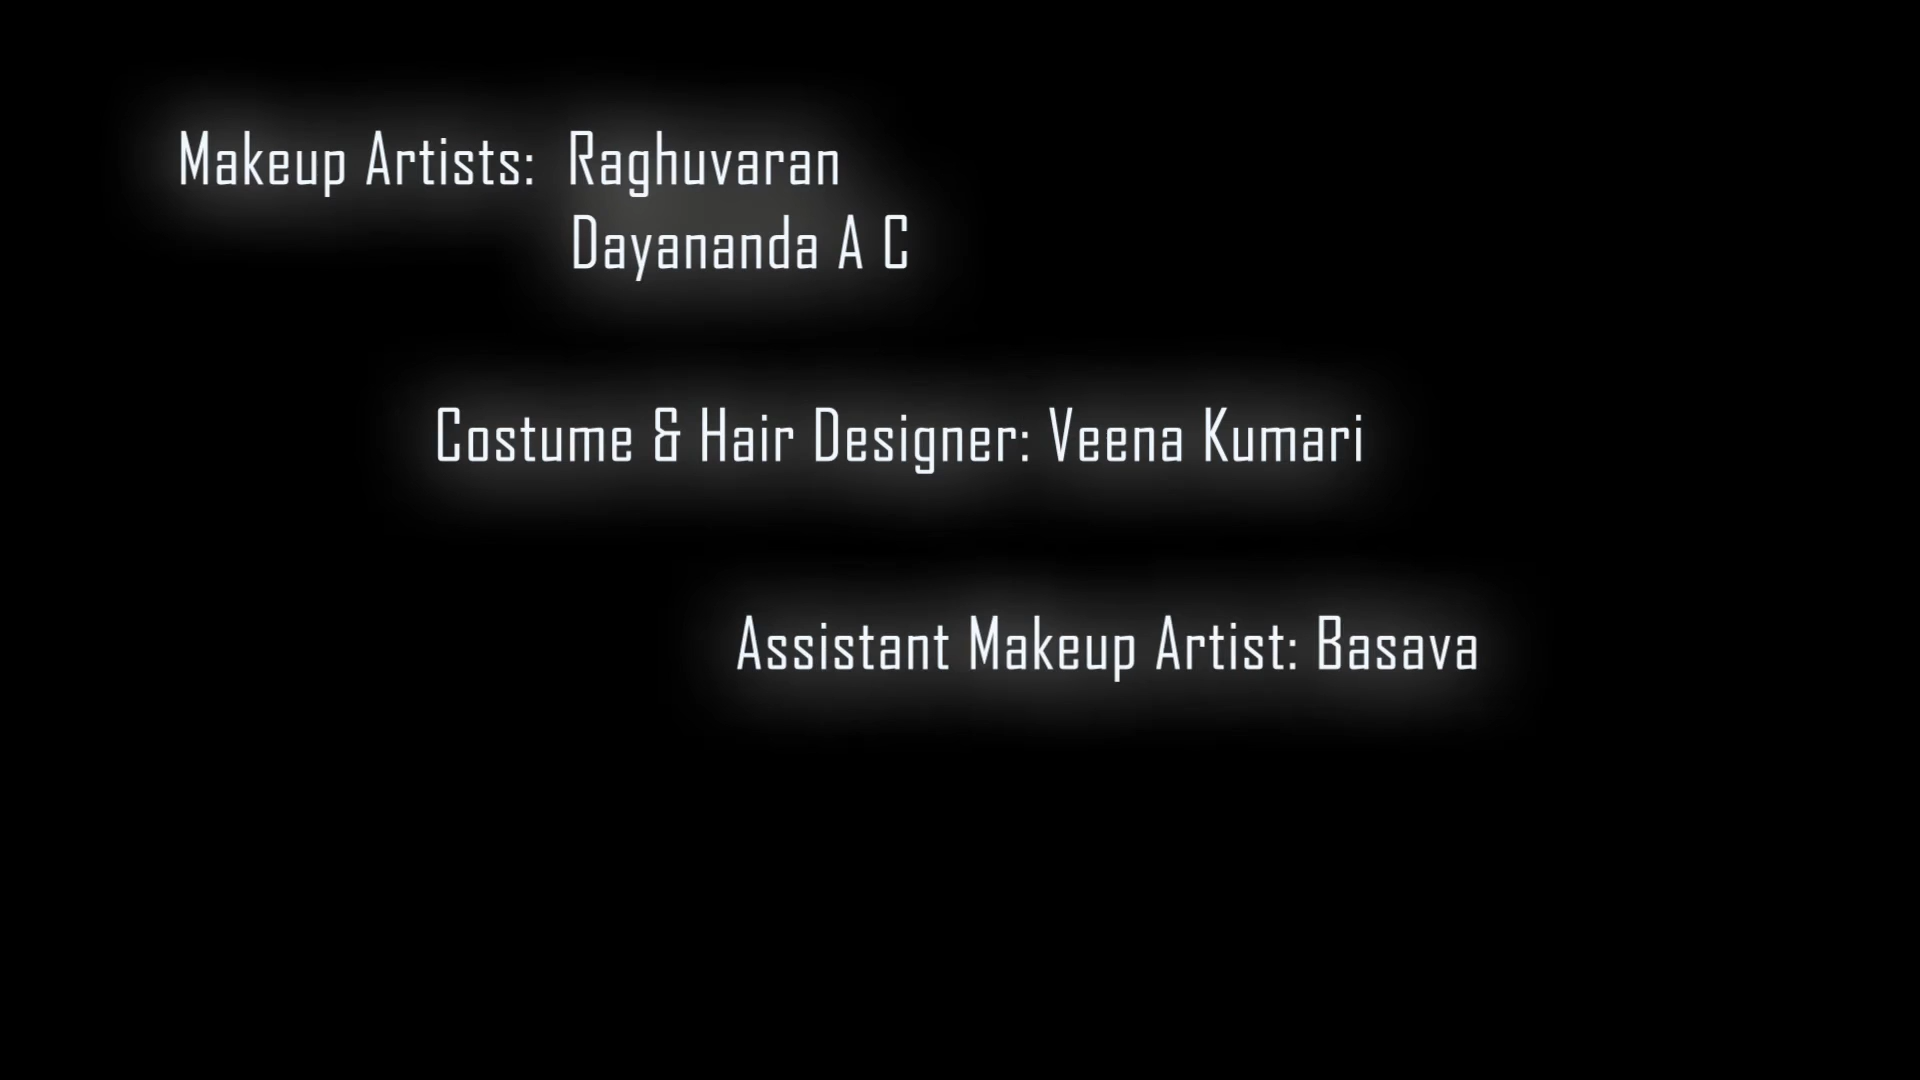 Makeup Artists: Raghuvaran
Dayananda A C
Costume & Hair Designer: Veena Kumari
Assistant Makeup Artist: Basava